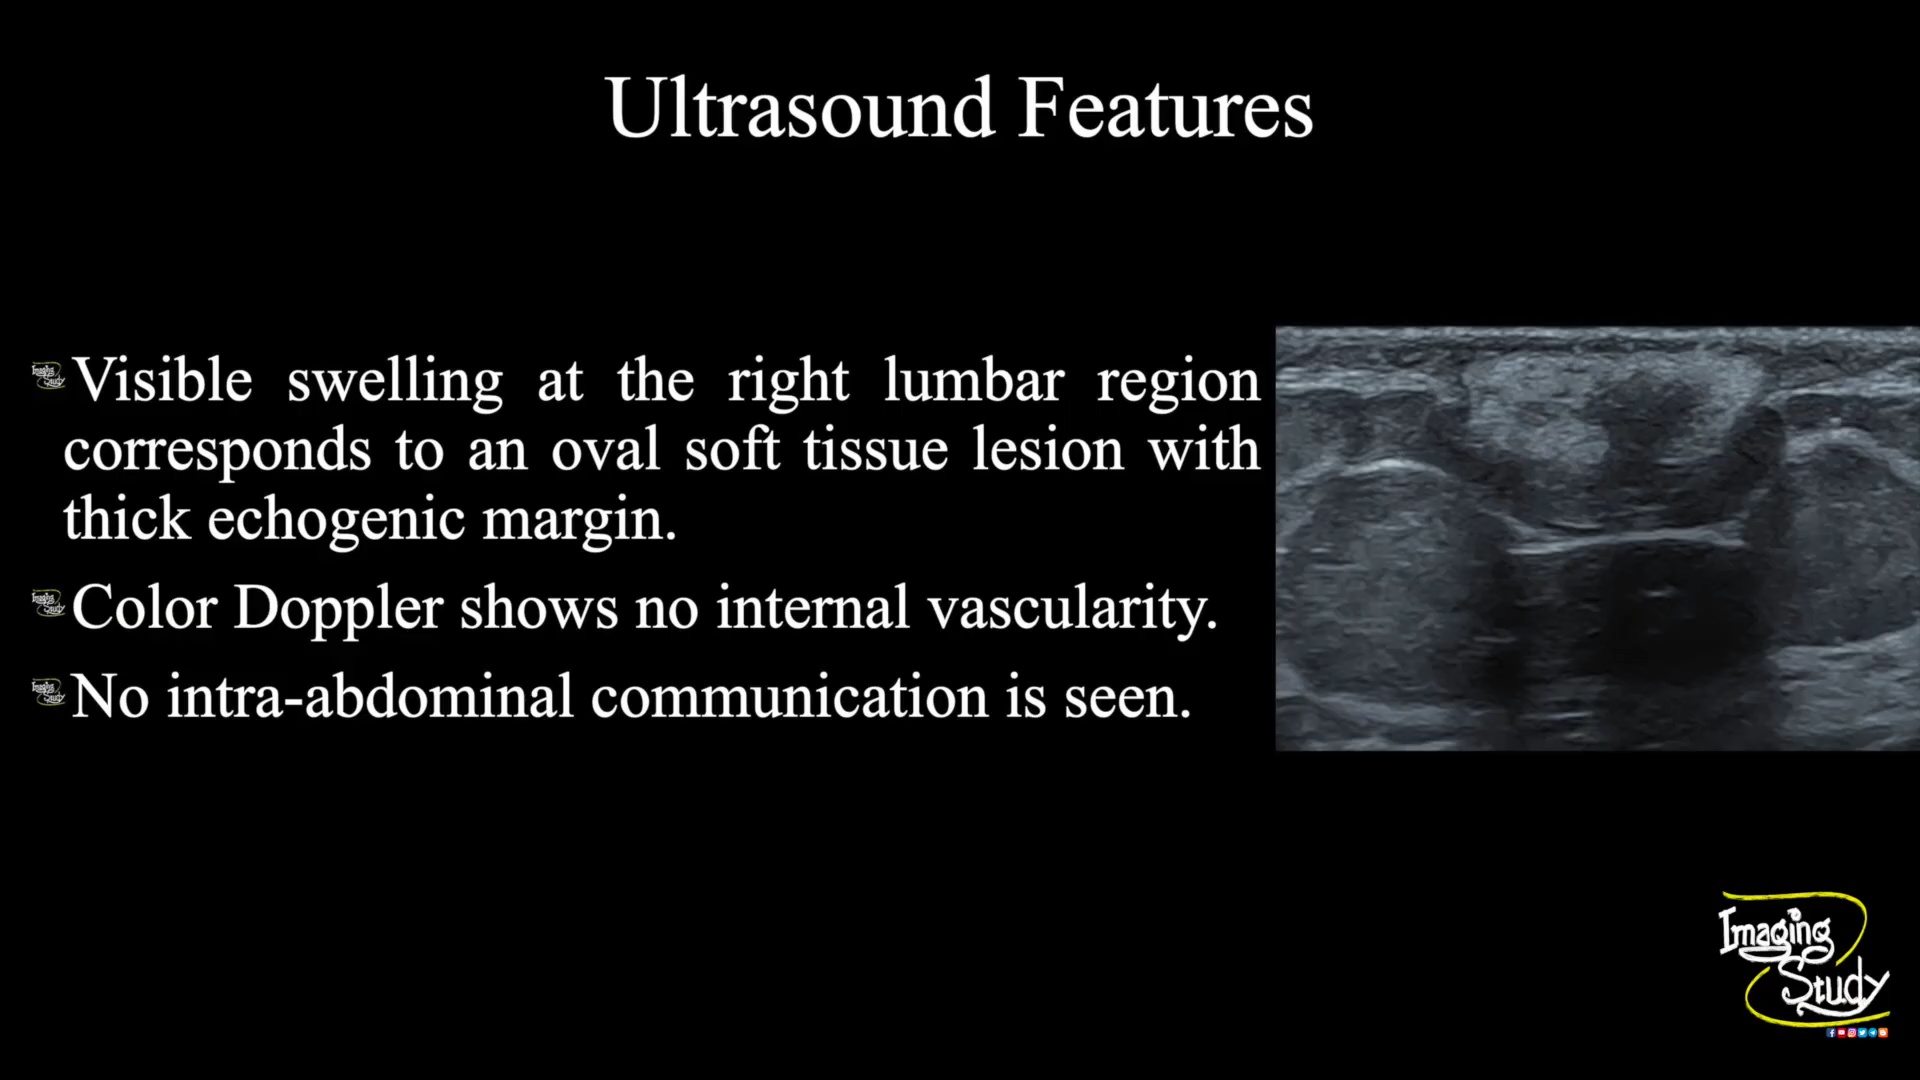 Ultrasound Features
Visible swelling at the right lumbar region
corresponds to an oval soft tissue lesion with
thick echogenic margin.
Color Doppler shows no internal vascularity.
No intra-abdominal communication is seen.
Imaging
Study